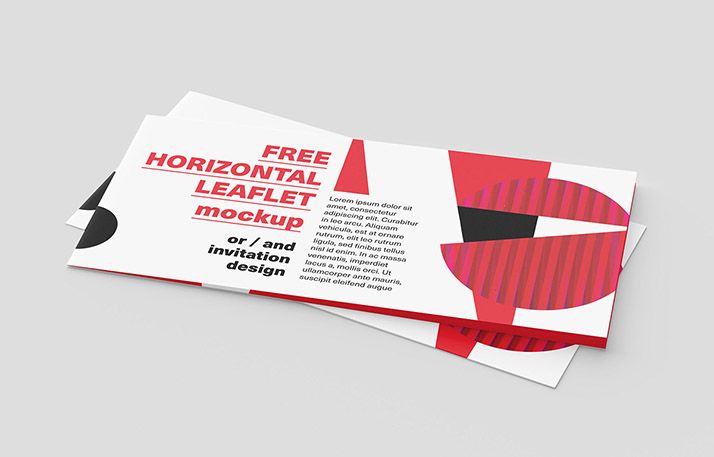 FREE
HORIZONTAL
LEAFLET
mockup
or / and
invitation
design
Lorem ipsum dolor sit
amet, consectetur
adipiscing elit. Curabitur
in leo arcu. Aliquam
vehicula, est at ornare
rutrum, elit leo rutrum
ligula, sed finibus tellus
nisl id enim. In ac massa
venenatis, imperdiet
lacus a, mollis orci. Ut
ullamcorper ante mauris,
suscipit eleifend augue